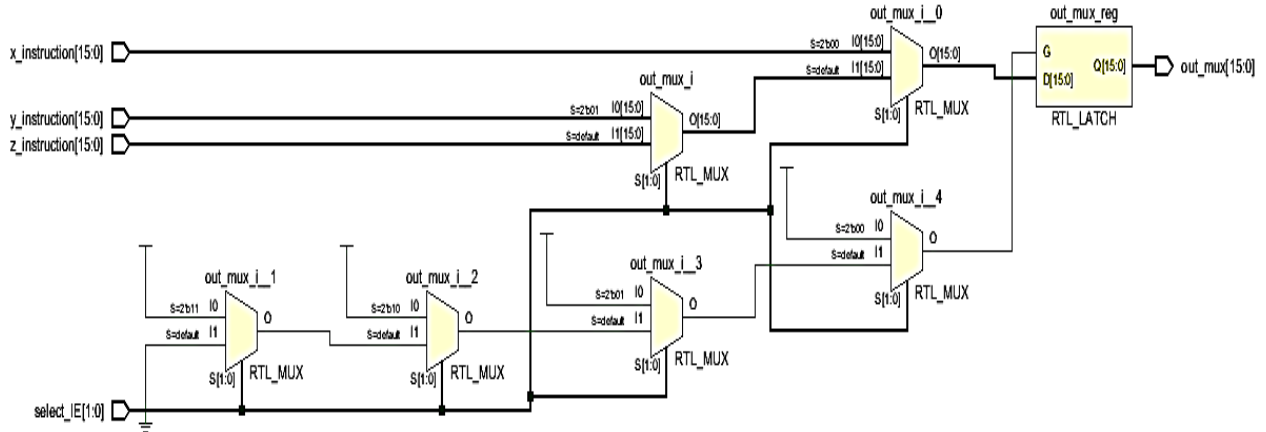 out_mux_i__0
out_mux_reg
x_instruction[15:0]
S=2'b00 I0[15:0]
O[15:0]
S=default I1[15:0]
G
D[15:0]
Q[15:0]
out_mux[15:0]
S[1:0]
RTL_MUX
RTL_LATCH
out_mux_i
y_instruction[15:0]
S=2'b01 I0[15:0]
O[15:0]
z_instruction[15:0]
S=default I1[15:0]
S[1:0]
RTL_MUX
out_mux_i__4
S=2'b00 I0
O
S=default I1
S[1:0]
RTL_MUX
out_mux_i__1
S=2'b11 I0
O
S=default I1
S[1:0]
RTL_MUX
out_mux_i__2
S=2'b10 I0
O
S=default I1
S[1:0]
RTL_MUX
out_mux_i__3
S=2'b01 I0
O
S=default I1
S[1:0]
RTL_MUX
select_IE[1:0]